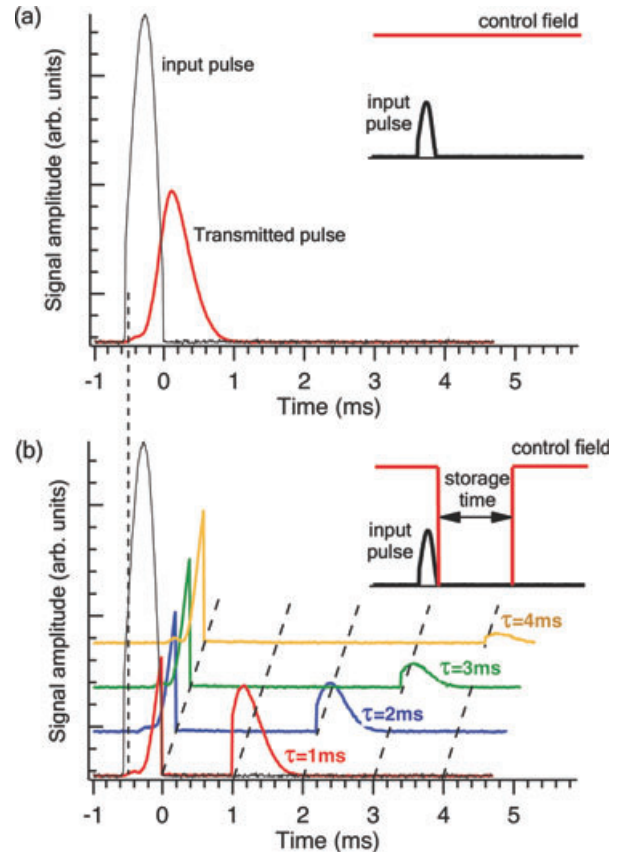 (a)
control field
input pulse
input
pulse
Transmitted pulse
Signal amplitude (arb. units)
-1 0 1 2 3 4 5
Time (ms)
(b)
control field
storage
time
input
pulse
Signal amplitude (arb. units)
τ=4ms
τ=3ms
τ=2ms
τ=1ms
-1 0 1 2 3 4 5
Time (ms)